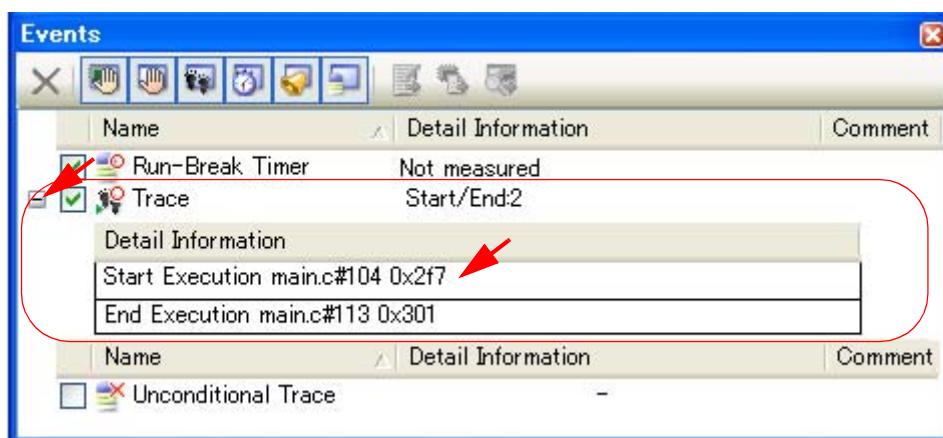 Events
Name Detail Information Comment
Run-Break Timer Not measured
Trace Start/End:2
Detail Information
Start Execution main.c#104 0x2f7
End Execution main.c#113 0x301
Name Detail Information Comment
Unconditional Trace -